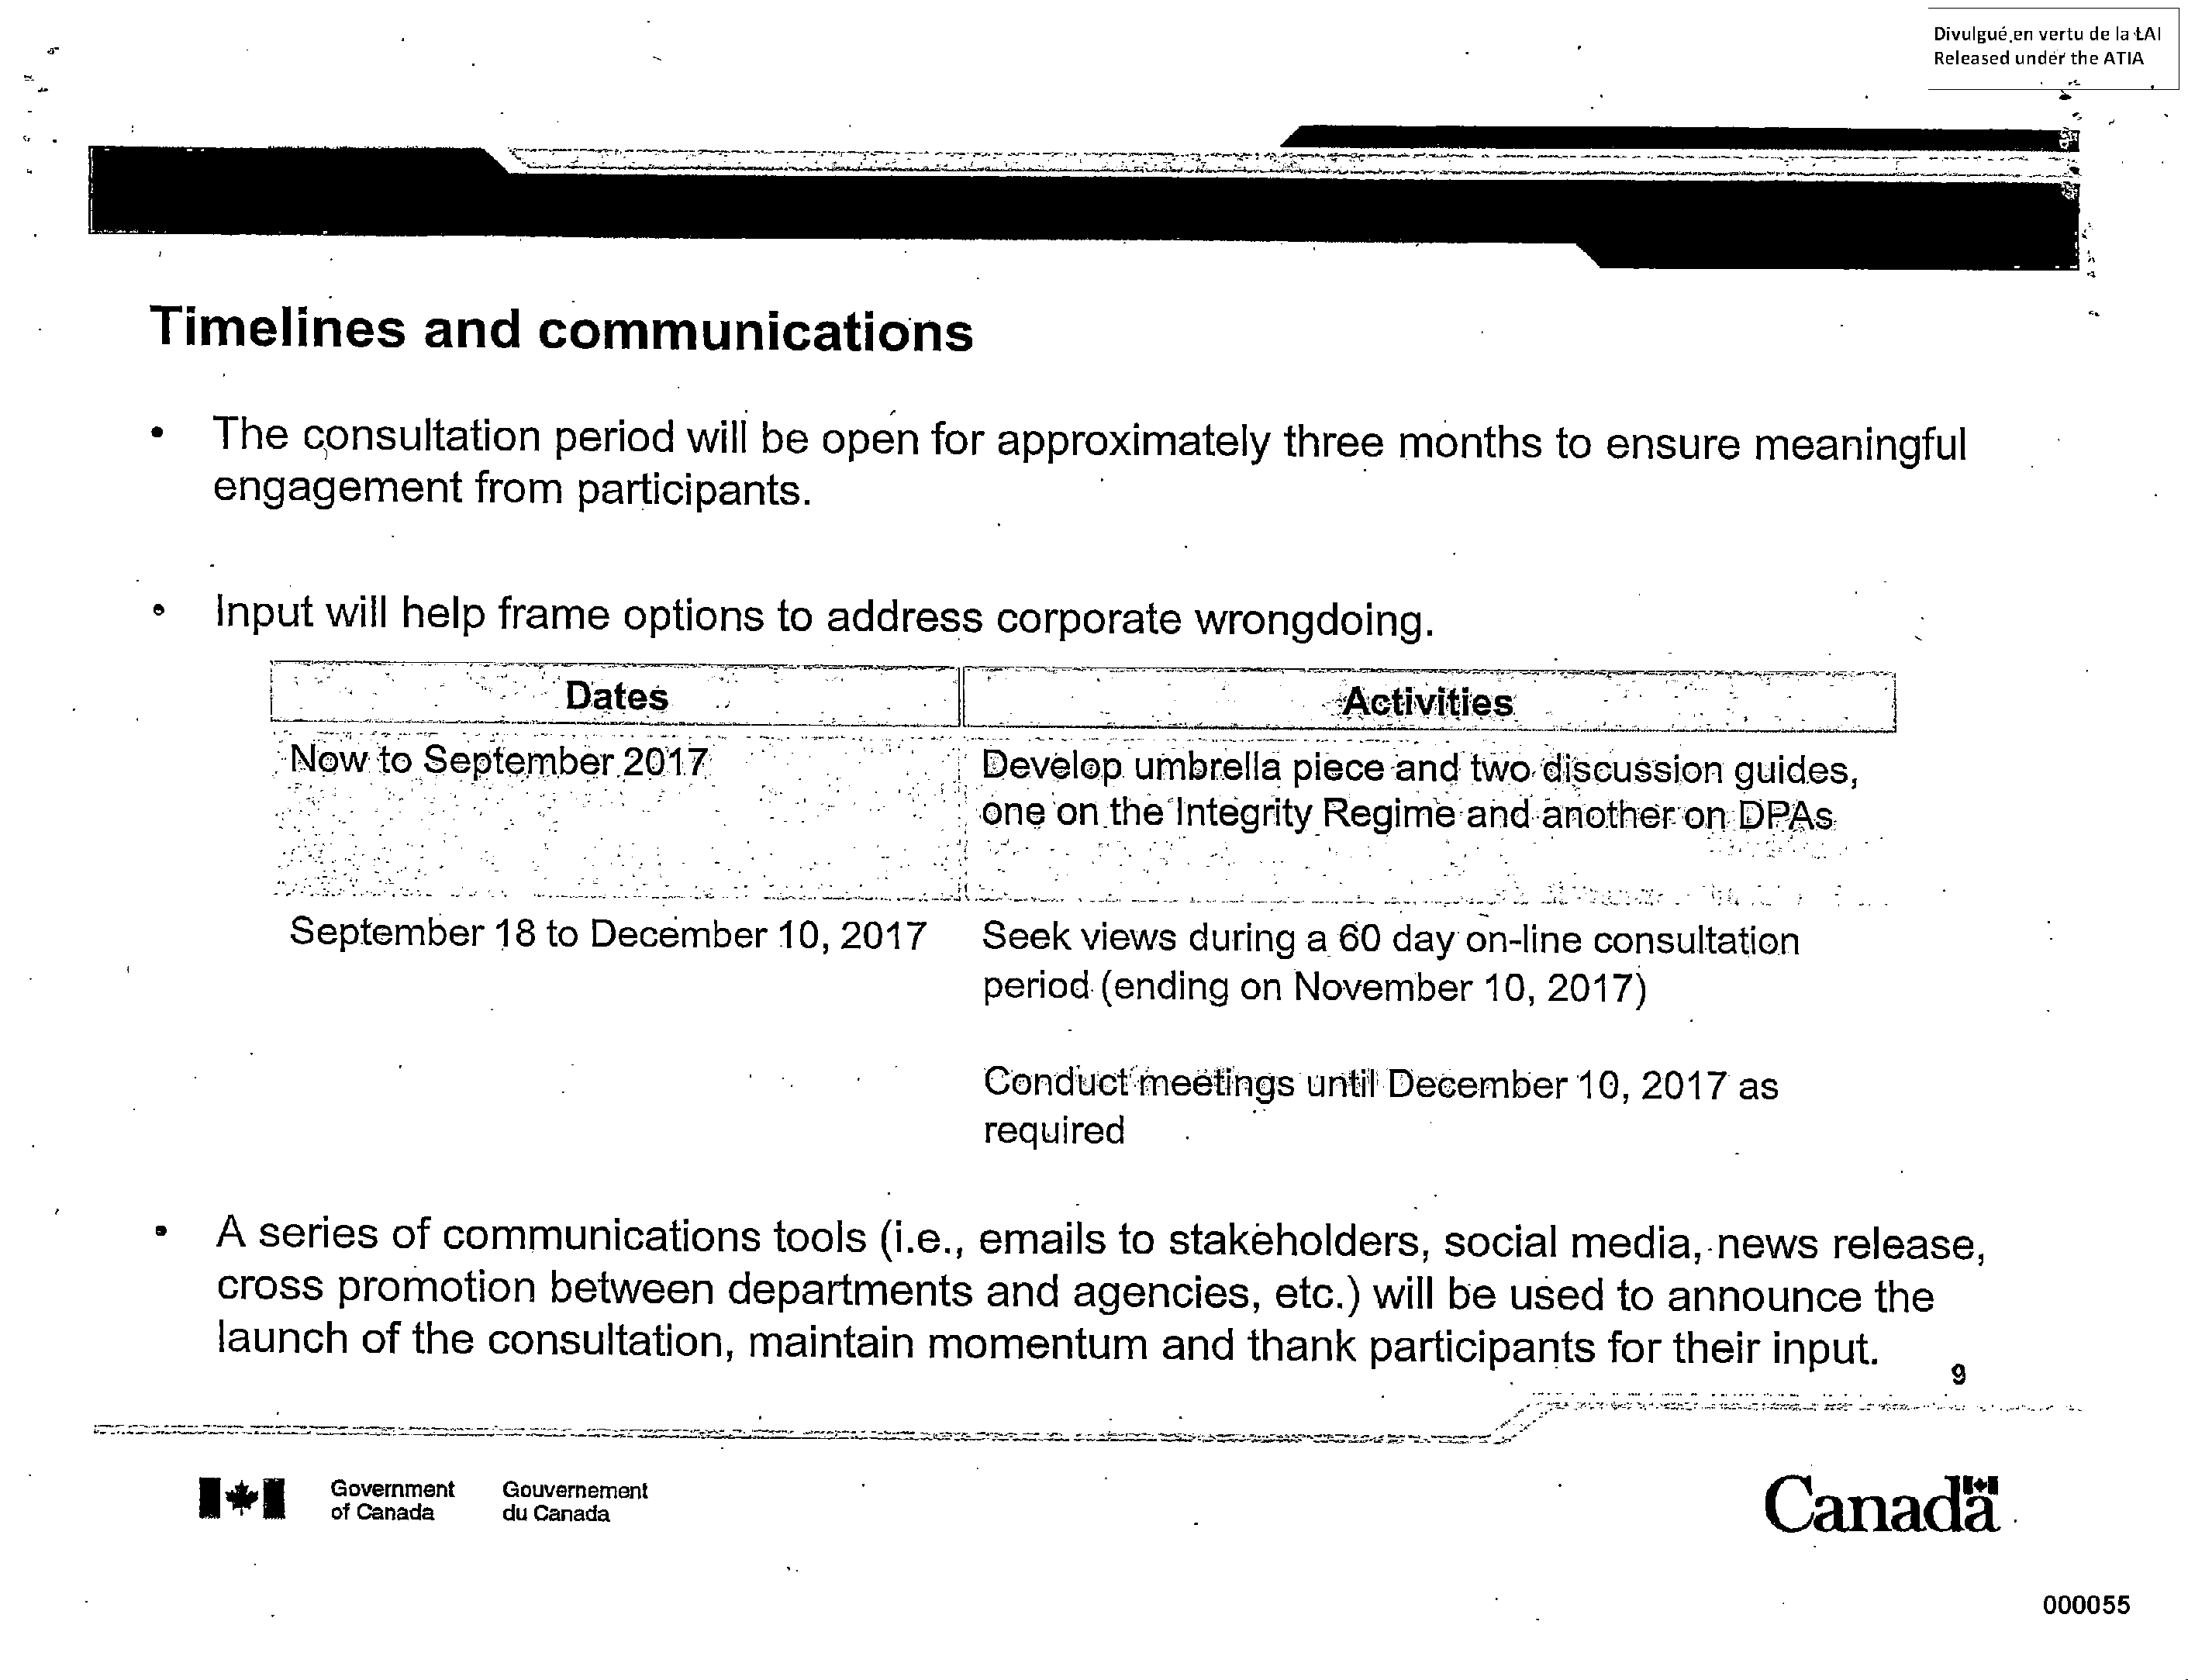 Divulgué en vertu de la LAI
Released under the ATIA
Timelines and communications
• The consultation period will be open for approximately three months to ensure meaningful
engagement from participants.
• Input will help frame options to address corporate wrongdoing.
Dates Activities
Now to September 2017 Develop umbrella piece and two discussion guides,
one on the Integrity Regime and another on DPAs
September 18 to December 10, 2017 Seek views during a 60 day on-line consultation
period (ending on November 10, 2017)
Conduct meetings until December 10, 2017 as
required
• A series of communications tools (i.e., emails to stakeholders, social media, news release,
cross promotion between departments and agencies, etc.) will be used to announce the
launch of the consultation, maintain momentum and thank participants for their input.
9
Government Gouvernement
of Canada du Canada
Canada
000055